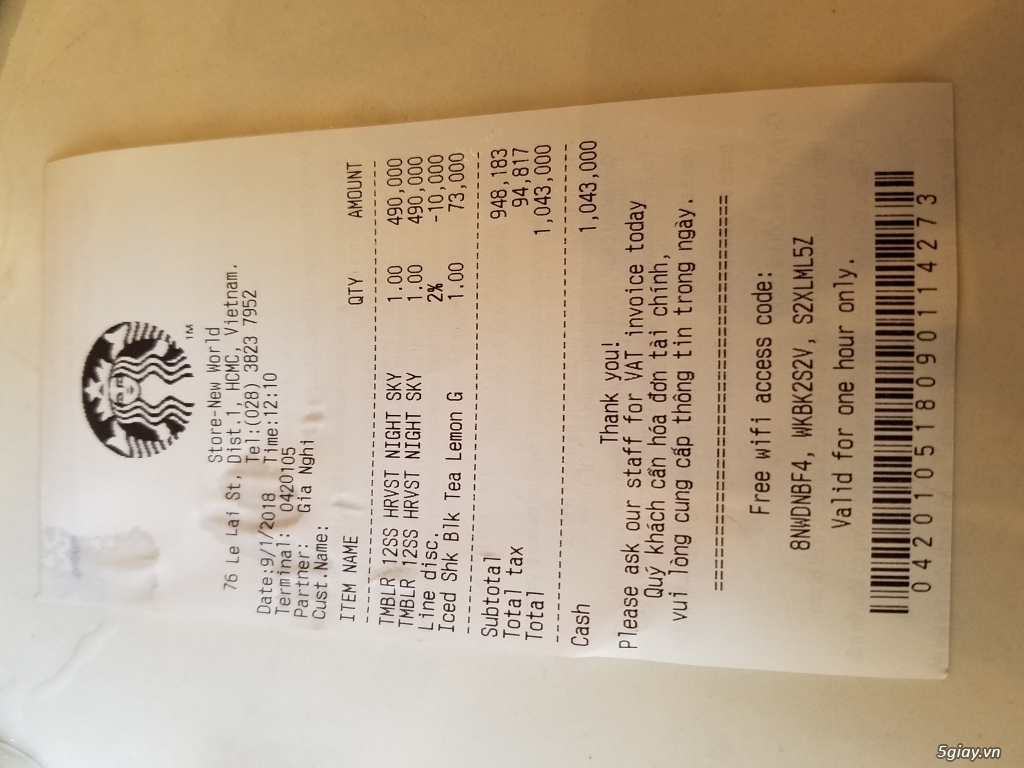 TM
Store-New World
76 Le Lai St, Dist.1, HCMC, Vietnam.
Tel:(028) 3823 7952
Date:9/1/2018 Time:12:10
Terminal: 0420105
Partner: Gia Nghi
Cust.Name:
ITEM NAME QTY AMOUNT
TMBLR 12SS HRVST NIGHT SKY 1.00 490,000
TMBLR 12SS HRVST NIGHT SKY 1.00 490,000
Line disc. 2% -10,000
Iced Shk Blk Tea Lemon G 1.00 73,000
Subtotal 948,183
Total tax 94,817
Total 1,043,000
Cash 1,043,000
Thank you!
Please ask our staff for VAT invoice today
Quý khách cần hóa đơn tài chính,
vui lòng cung cấp thông tin trong ngày.
Free wifi access code:
8NWDNBF4, WKBK2S2V, S2XLML5Z
Valid for one hour only.
042010518090114273
5giay.vn